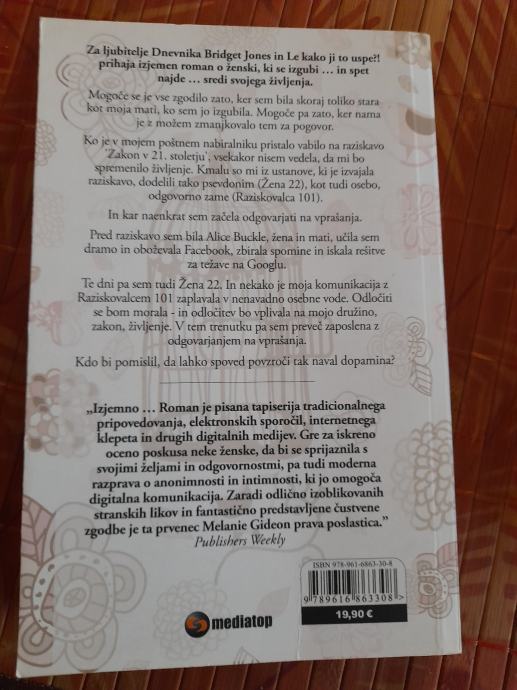 Za ljubitelje Dnevnika Bridget Jones in Le kako ji to uspe?!
prihaja izjemen roman o ženski, ki se izgubi ... in spet
najde ... sredi svojega življenja.
Mogoče se je vse zgodilo zato, ker sem bila skoraj toliko stara
kot moja mati, ko sem jo izgubila. Mogoče pa zato, ker nama
je z možem zmanjkovalo tem za pogovor.
Ko je v mojem poštnem nabiralniku pristalo vabilo na raziskavo
'Zakon v 21. stoletju', vsekakor nisem vedela, da mi bo
spremenilo življenje. Kmalu so mi iz ustanove, ki je izvajala
raziskavo, dodelili tako psevdonim (Žena 22), kot tudi osebo,
odgovorno zame (Raziskovalca 101).
In kar naenkrat sem začela odgovarjati na vprašanja.
Pred raziskavo sem bila Alice Buckle, žena in mati, učila sem
dramo in oboževala Facebook, zbirala spomine in iskala rešitve
za težave na Googlu.
Te dni pa sem tudi Žena 22. In nekako je moja komunikacija z
Raziskovalcem 101 zaplavala v nenavadno osebne vode. Odločiti
se bom morala - in odločitev bo vplivala na mojo družino,
zakon, življenje. V tem trenutku pa sem preveč zaposlena z
odgovarjanjem na vprašanja.
Kdo bi pomislil, da lahko spoved povzroči tak naval dopamina?
„Izjemno ... Roman je pisana tapiserija tradicionalnega
pripovedovanja, elektronskih sporočil, internetnega
klepeta in drugih digitalnih medijev. Gre za iskreno
oceno poskusa neke ženske, da bi se sprijaznila s
svojimi željami in odgovornostmi, pa tudi moderna
razprava o anonimnosti in intimnosti, ki jo omogoča
digitalna komunikacija. Zaradi odlično izoblikovanih
stranskih likov in fantastično predstavljene čustvene
zgodbe je ta prvenec Melanie Gideon prava poslastica.”
Publishers Weekly
ISBN 978-961-6863-30-8
9 789616 863308 >
19,90 €
mediatop